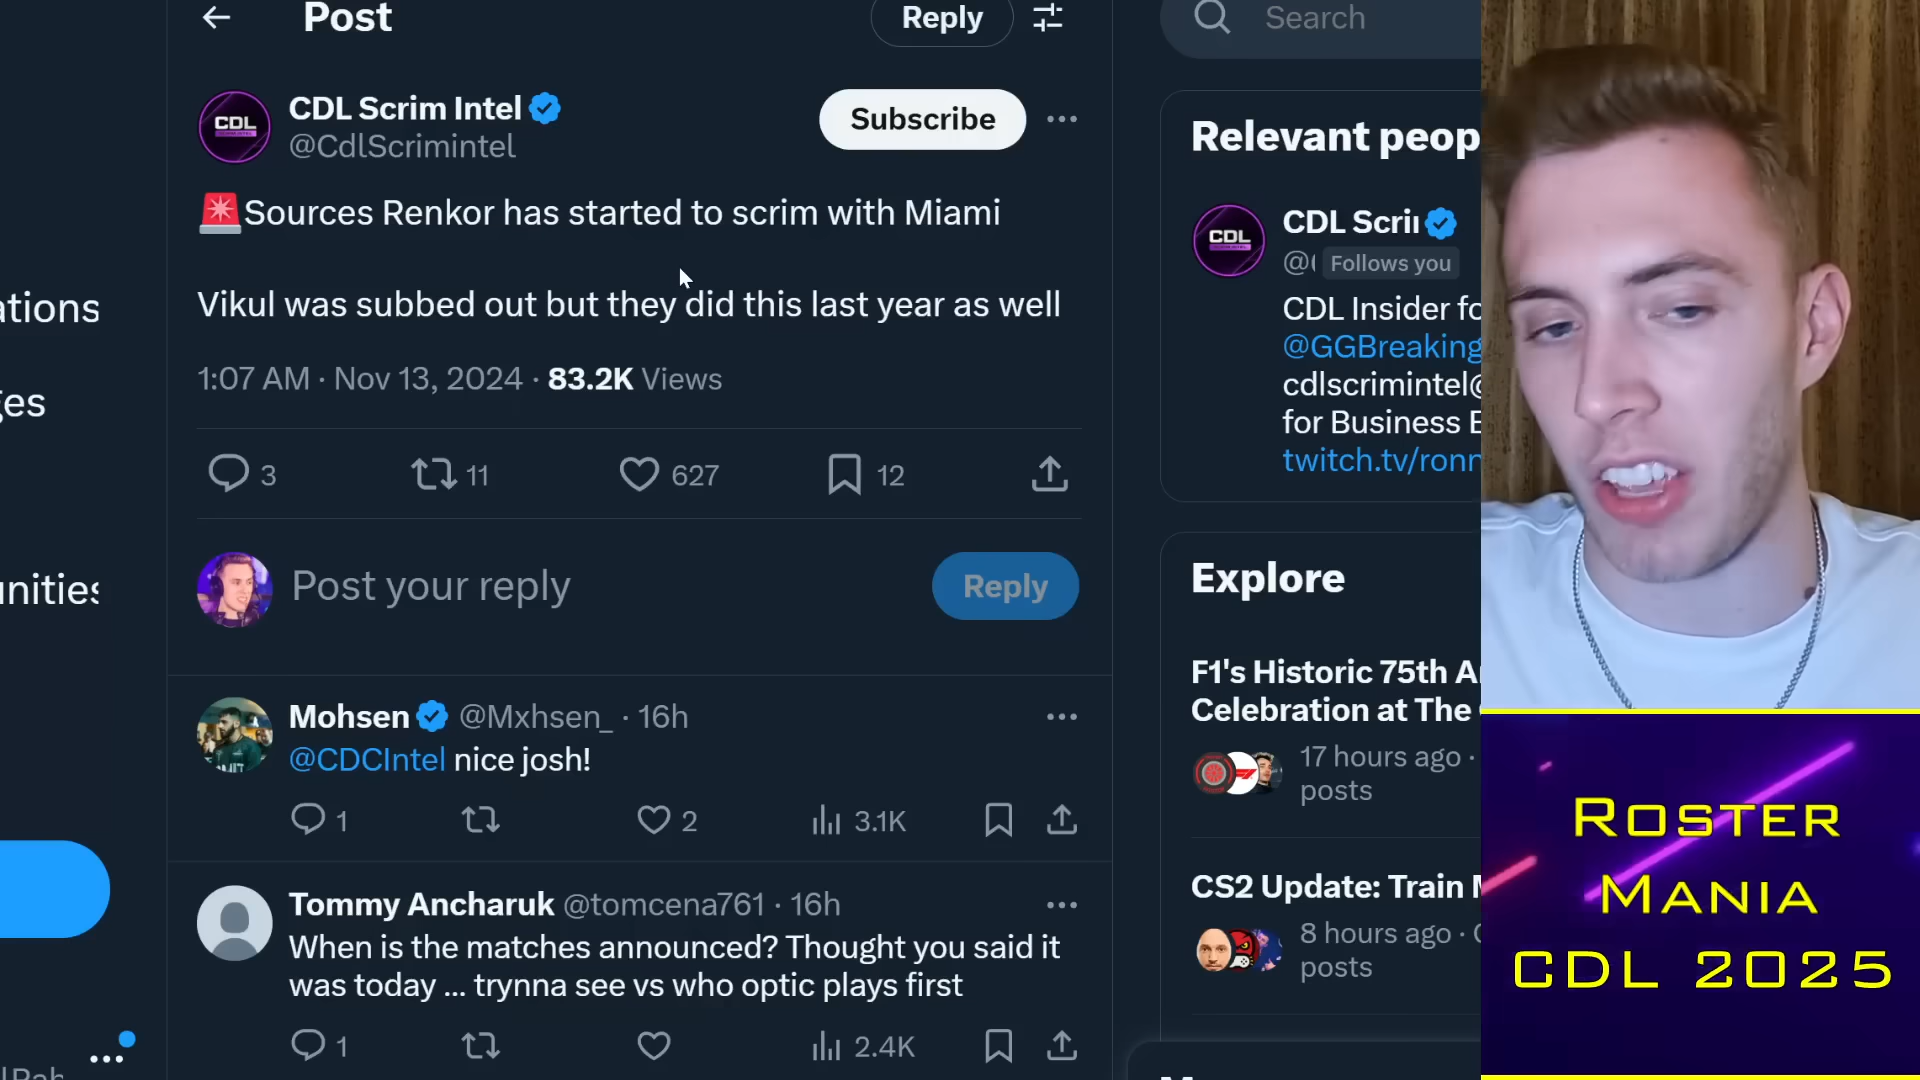 Post
Reply
Search
CDL Scrim Intel
@CdlScrimintel
Subscribe
CDL
🚨Sources Renkor has started to scrim with Miami
Vikul was subbed out but they did this last year as well
1:07 AM · Nov 13, 2024 · 83.2K Views
3
11
627
12
Post your reply
Reply
Mohsen @Mxhsen_ · 16h
@CDCIntel nice josh!
1
2
3.1K
Tommy Ancharuk @tomcena761 · 16h
When is the matches announced? Thought you said it
was today ... trynna see vs who optic plays first
1
2.4K
ations
ges
unities
Relevant peop
CDL
CDL Scri
@( Follows you
CDL Insider fo
@GGBreaking
cdlscrimintel@
for Business E
twitch.tv/ronn
Explore
F1's Historic 75th A
Celebration at The
17 hours ago ·
posts
CS2 Update: Train
8 hours ago ·
posts
Roster
Mania
CDL 2025